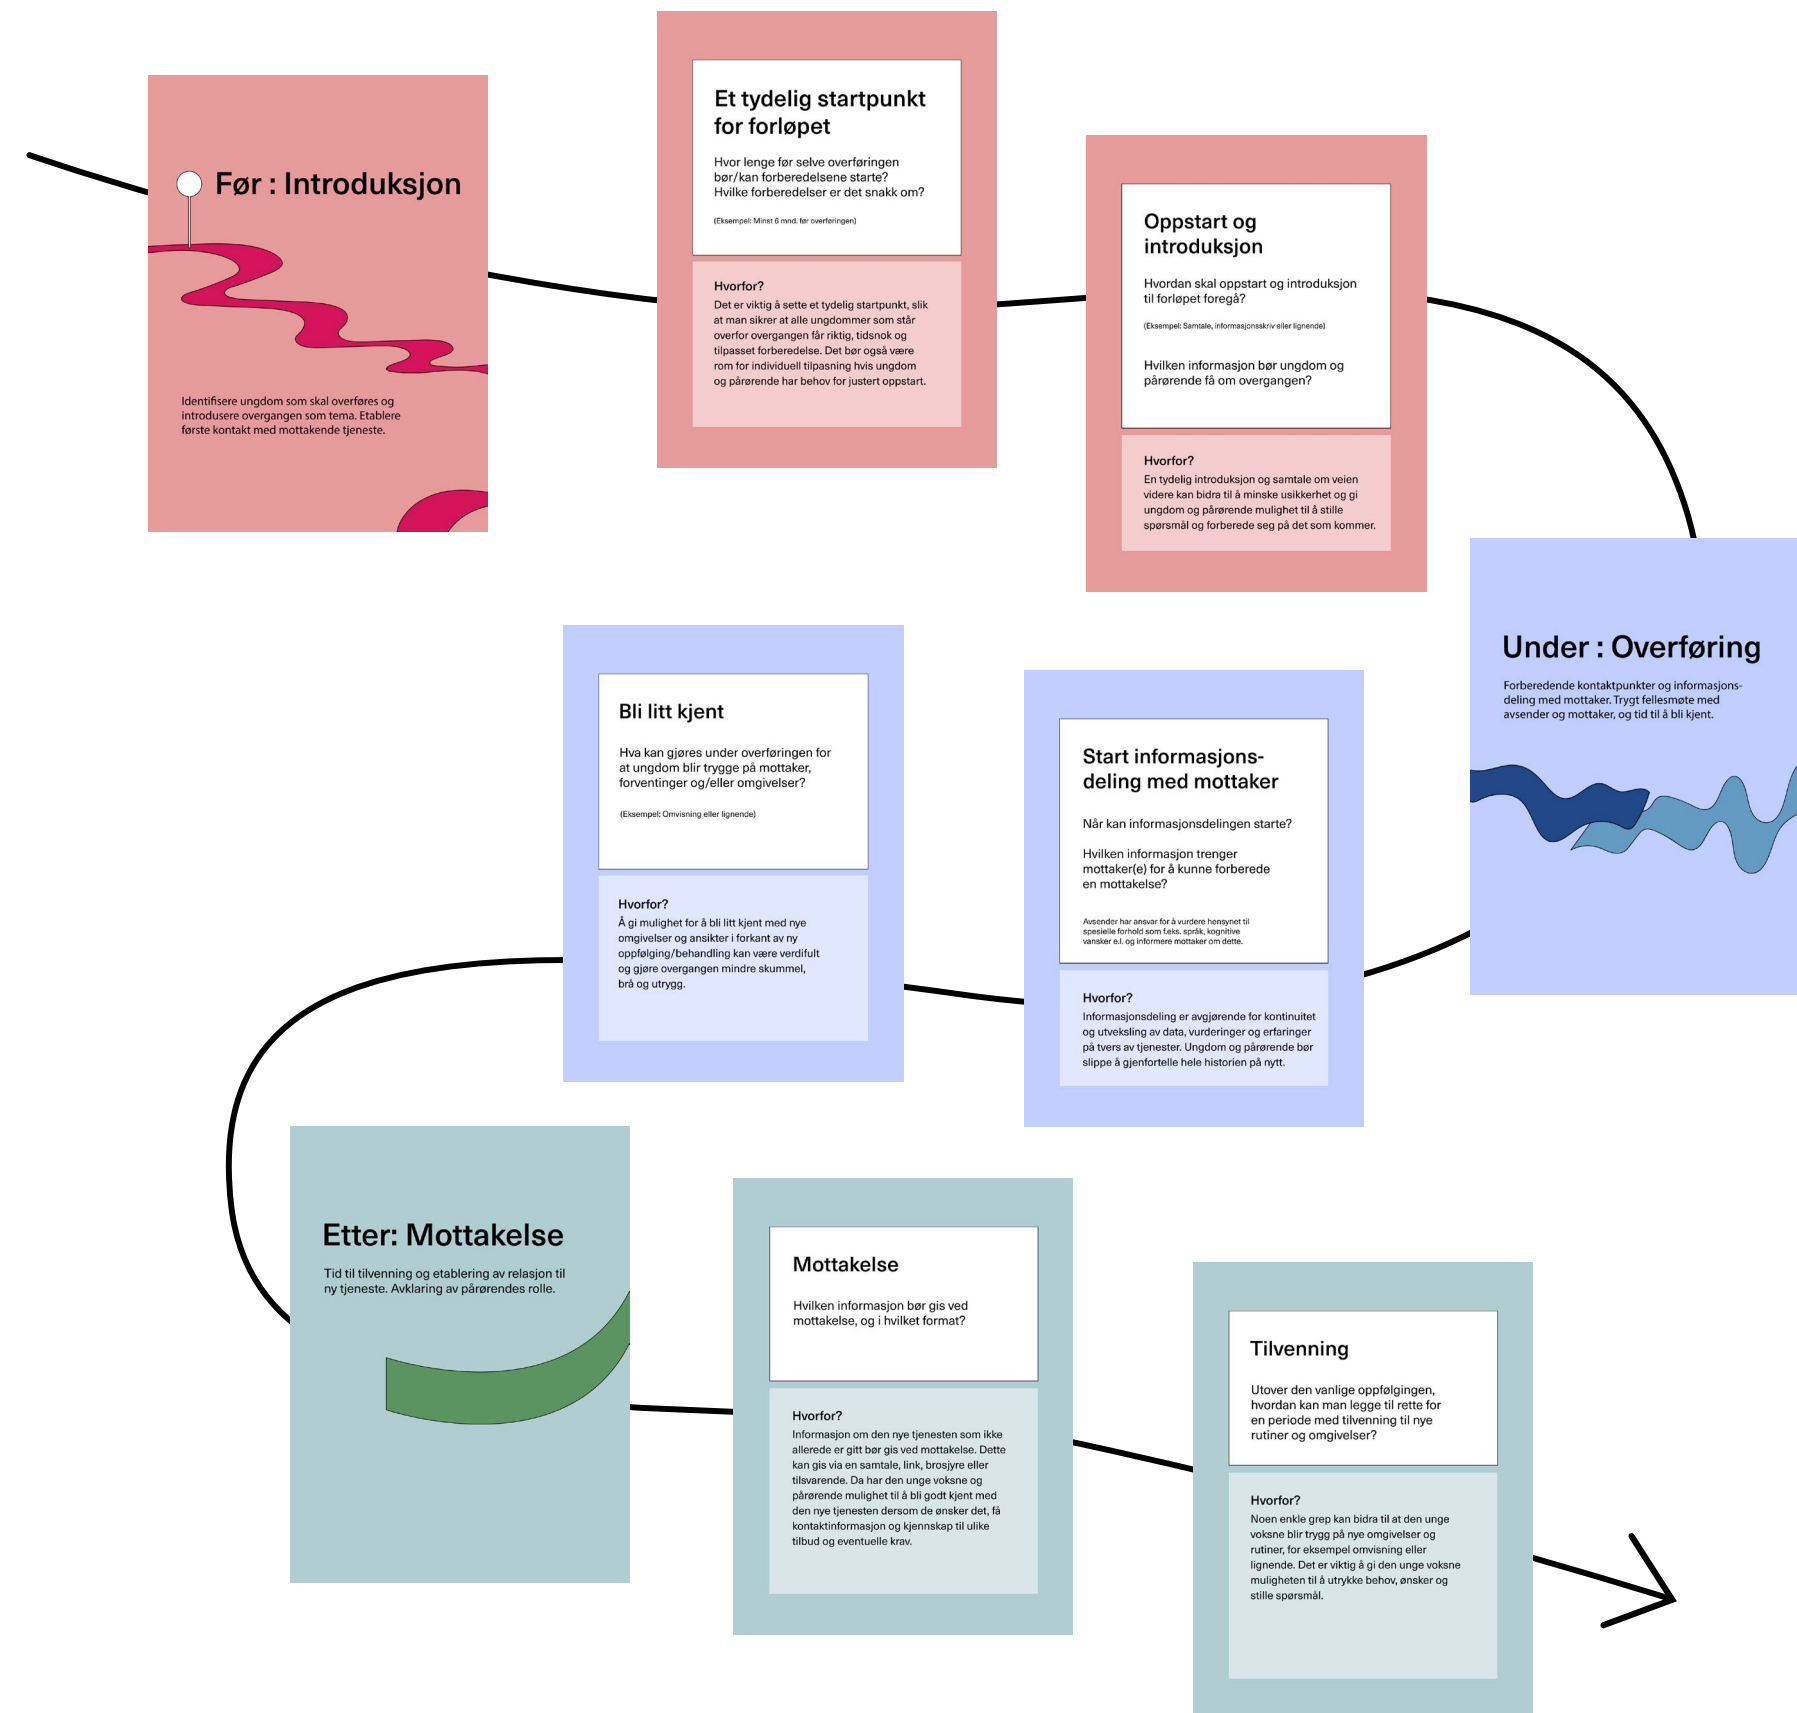 Før : Introduksjon
Identifisere ungdom som skal overføres og
introdusere overgangen som tema. Etablere
første kontakt med mottakende tjeneste.
Et tydelig startpunkt
for forløpet
Hvor lenge før selve overføringen
bør/kan forberedelsene starte?
Hvilke forberedelser er det snakk om?
(Eksempel: Minst 6 mnd. før overføringen)
Hvorfor?
Det er viktig å sette et tydelig startpunkt, slik
at man sikrer at alle ungdommer som står
overfor overgangen får riktig, tidsnok og
tilpasset forberedelse. Det bør også være
rom for individuell tilpasning hvis ungdom
og pårørende har behov for justert oppstart.
Oppstart og
introduksjon
Hvordan skal oppstart og introduksjon
til forløpet foregå?
(Eksempel: Samtale, informasjonsskriv eller lignende)
Hvilken informasjon bør ungdom og
pårørende få om overgangen?
Hvorfor?
En tydelig introduksjon og samtale om veien
videre kan bidra til å minske usikkerhet og gi
ungdom og pårørende mulighet til å stille
spørsmål og forberede seg på det som kommer.
Under : Overføring
Forberedende kontaktpunkter og informasjons-
deling med mottaker. Trygt fellesmøte med
avsender og mottaker, og tid til å bli kjent.
Start informasjons-
deling med mottaker
Når kan informasjonsdelingen starte?
Hvilken informasjon trenger
mottaker(e) for å kunne forberede
en mottakelse?
Avsender har ansvar for å vurdere hensynet til
spesielle forhold som f.eks. språk, kognitive
vansker e.l. og informere mottaker om dette.
Hvorfor?
Informasjonsdeling er avgjørende for kontinuitet
og utveksling av data, vurderinger og erfaringer
på tvers av tjenester. Ungdom og pårørende bør
slippe å gjenfortelle hele historien på nytt.
Bli litt kjent
Hva kan gjøres under overføringen for
at ungdom blir trygge på mottaker,
forventinger og/eller omgivelser?
(Eksempel: Omvisning eller lignende)
Hvorfor?
Å gi mulighet for å bli litt kjent med nye
omgivelser og ansikter i forkant av ny
oppfølging/behandling kan være verdifult
og gjøre overgangen mindre skummel,
brå og utrygg.
Etter: Mottakelse
Tid til tilvenning og etablering av relasjon til
ny tjeneste. Avklaring av pårørendes rolle.
Mottakelse
Hvilken informasjon bør gis ved
mottakelse, og i hvilket format?
Hvorfor?
Informasjon om den nye tjenesten som ikke
allerede er gitt bør gis ved mottakelse. Dette
kan gis via en samtale, link, brosjyre eller
tilsvarende. Da har den unge voksne og
pårørende mulighet til å bli godt kjent med
den nye tjenesten dersom de ønsker det, få
kontaktinformasjon og kjennskap til ulike
tilbud og eventuelle krav.
Tilvenning
Utover den vanlige oppfølgingen,
hvordan kan man legge til rette for
en periode med tilvenning til nye
rutiner og omgivelser?
Hvorfor?
Noen enkle grep kan bidra til at den unge
voksne blir trygg på nye omgivelser og
rutiner, for eksempel omvisning eller
lignende. Det er viktig å gi den unge voksne
muligheten til å utrykke behov, ønsker og
stille spørsmål.